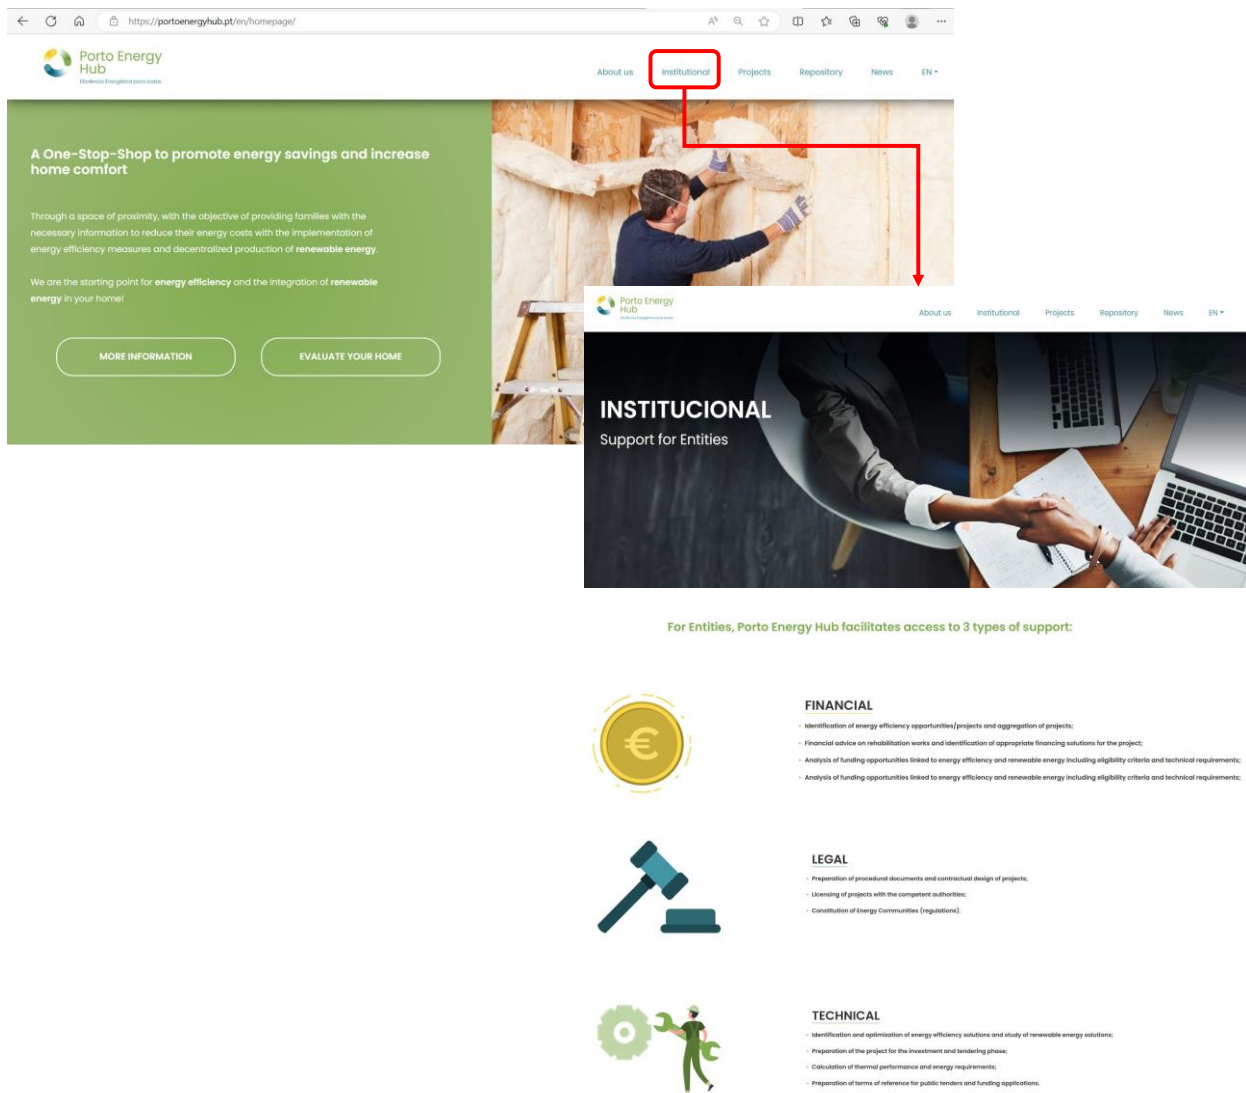 https://portoenergyhub.pt/en/homepage/
Porto Energy
Hub
Eficiência Energética para todos
About us
Institutional
Projects
Repository
News
EN
A One-Stop-Shop to promote energy savings and increase
home comfort
Through a space of proximity, with the objective of providing families with the
necessary information to reduce their energy costs with the implementation of
energy efficiency measures and decentralized production of renewable energy.
We are the starting point for energy efficiency and the integration of renewable
energy in your home!
MORE INFORMATION
EVALUATE YOUR HOME
Porto Energy
Hub
Eficiência Energética para todos
About us
Institutional
Projects
Repository
News
EN
INSTITUCIONAL
Support for Entities
For Entities, Porto Energy Hub facilitates access to 3 types of support:
FINANCIAL
- Identification of energy efficiency opportunities/projects and aggregation of projects;
- Financial advice on rehabilitation works and identification of appropriate financing solutions for the project;
- Analysis of funding opportunities linked to energy efficiency and renewable energy including eligibility criteria and technical requirements;
- Analysis of funding opportunities linked to energy efficiency and renewable energy including eligibility criteria and technical requirements;
LEGAL
- Preparation of procedural documents and contractual design of projects;
- Licensing of projects with the competent authorities;
- Constitution of Energy Communities (regulations).
TECHNICAL
- Identification and optimization of energy efficiency solutions and study of renewable energy solutions;
- Preparation of the project for the investment and tendering phase;
- Calculation of thermal performance and energy requirements;
- Preparation of terms of reference for public tenders and funding applications.